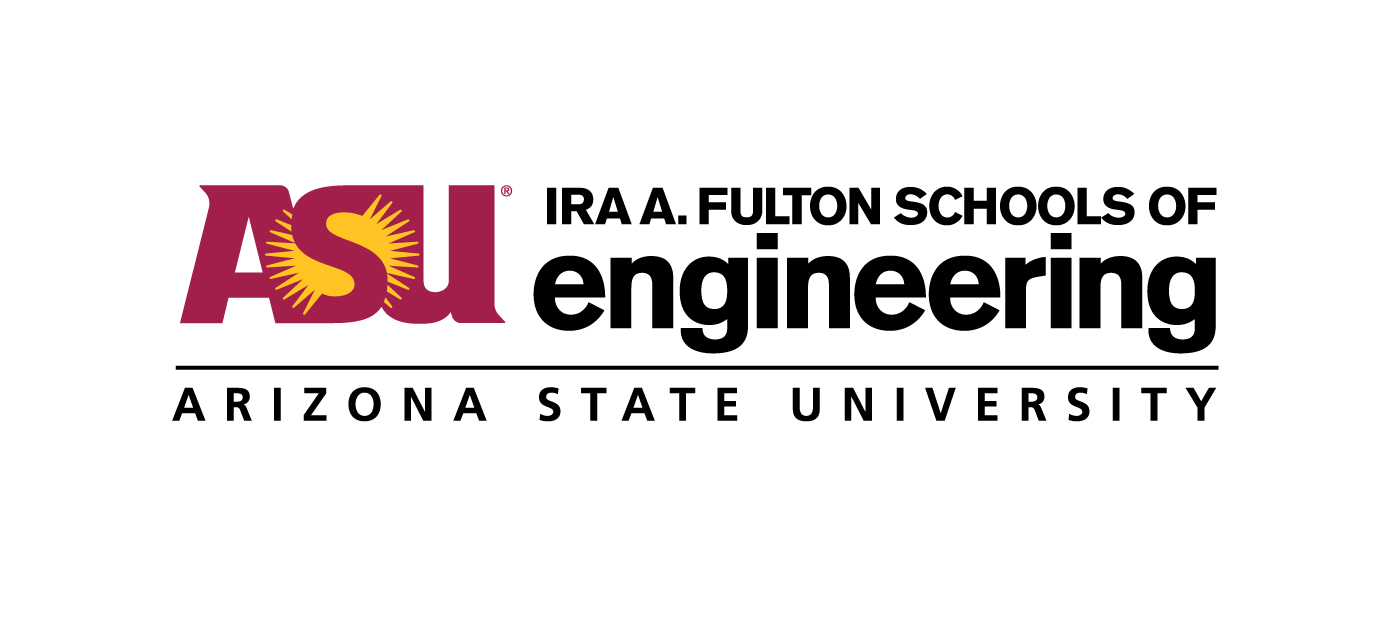 ASU®
IRA A. FULTON SCHOOLS OF
engineering
ARIZONA STATE UNIVERSITY